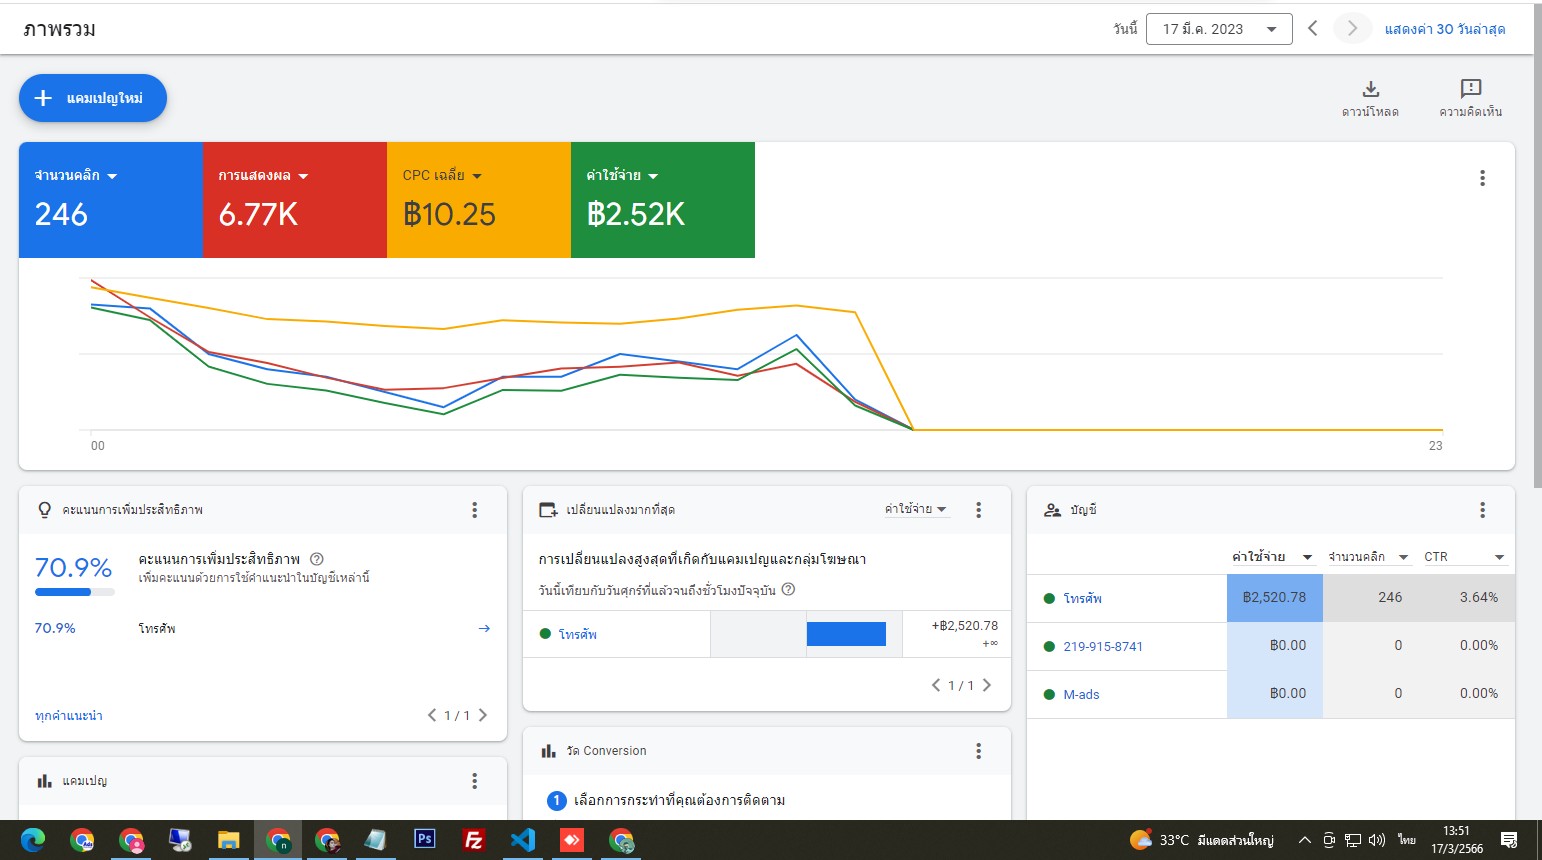 ภาพรวม
วันนี้ 17 มี.ค. 2023 แสดงค่า 30 วันล่าสุด
แคมเปญใหม่
ดาวน์โหลด ความคิดเห็น
จำนวนคลิก การแสดงผล CPC เฉลี่ย ค่าใช้จ่าย
246 6.77K ฿10.25 ฿2.52K
00 23
คะแนนการเพิ่มประสิทธิภาพ
70.9% คะแนนการเพิ่มประสิทธิภาพ
เพิ่มคะแนนด้วยการใช้คำแนะนำในบัญชีเหล่านี้
70.9% โทรศัพ
ทุกคำแนะนำ 1 / 1
แคมเปญ
เปลี่ยนแปลงมากที่สุด ค่าใช้จ่าย
การเปลี่ยนแปลงสูงสุดที่เกิดกับแคมเปญและกลุ่มโฆษณา
วันนี้เทียบกับวันศุกร์ที่แล้วจนถึงชั่วโมงปัจจุบัน
โทรศัพ +฿2,520.78
+∞
1 / 1
วัด Conversion
1 เลือกการกระทำที่คุณต้องการติดตาม
บัญชี
ค่าใช้จ่าย จำนวนคลิก CTR
โทรศัพ ฿2,520.78 246 3.64%
219-915-8741 ฿0.00 0 0.00%
M-ads ฿0.00 0 0.00%
Ads n Ps Fz
33°C มีแดดส่วนใหญ่ ไทย 13:51
17/3/2566